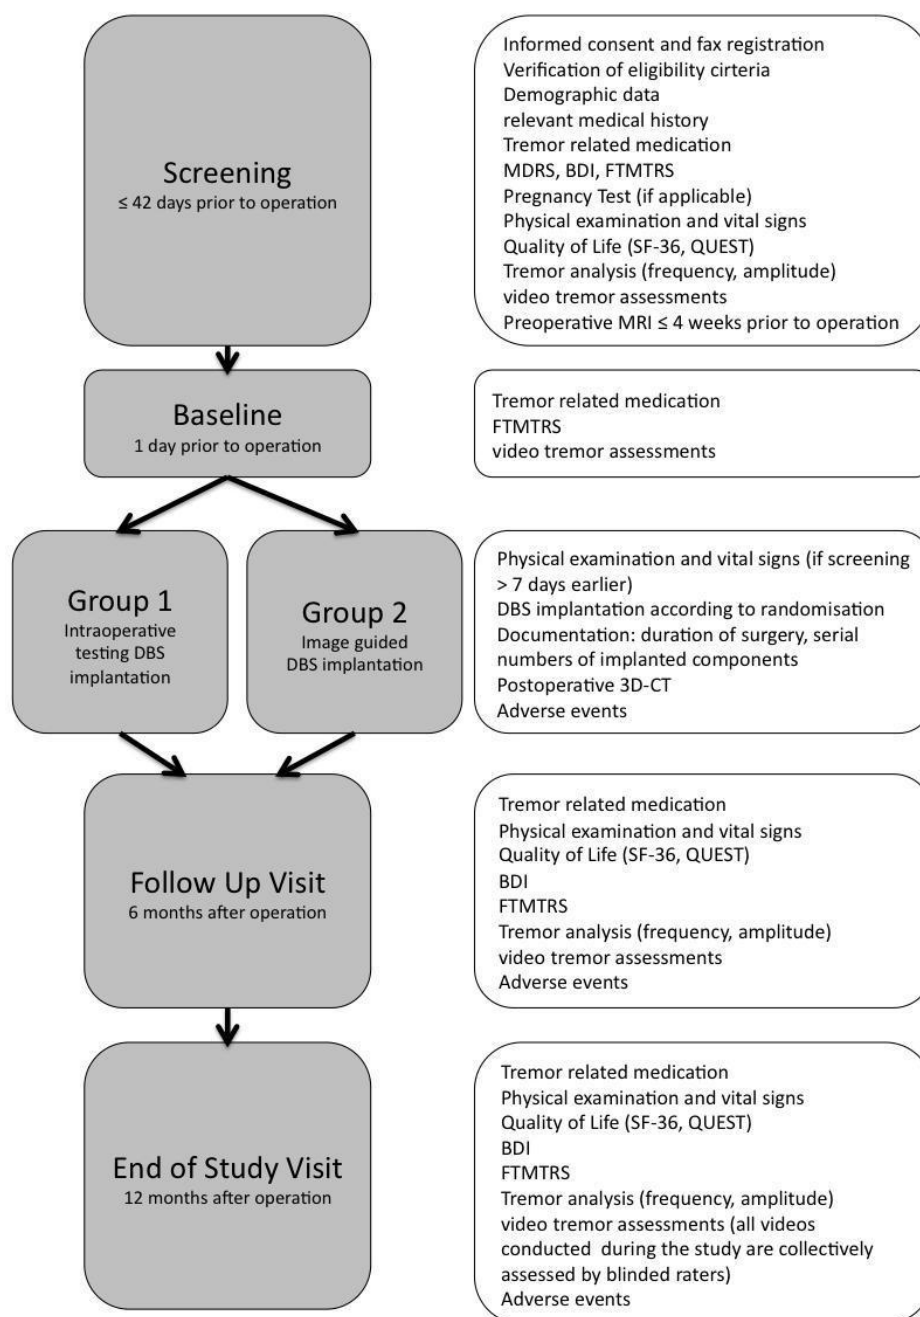 Screening
≤ 42 days prior to operation
Informed consent and fax registration
Verification of eligibility cirteria
Demographic data
relevant medical history
Tremor related medication
MDRS, BDI, FTMTRS
Pregnancy Test (if applicable)
Physical examination and vital signs
Quality of Life (SF-36, QUEST)
Tremor analysis (frequency, amplitude)
video tremor assessments
Preoperative MRI ≤ 4 weeks prior to operation
Baseline
1 day prior to operation
Tremor related medication
FTMTRS
video tremor assessments
Group 1
Intraoperative
testing DBS
implantation
Group 2
Image guided
DBS implantation
Physical examination and vital signs (if screening
> 7 days earlier)
DBS implantation according to randomisation
Documentation: duration of surgery, serial
numbers of implanted components
Postoperative 3D-CT
Adverse events
Follow Up Visit
6 months after operation
Tremor related medication
Physical examination and vital signs
Quality of Life (SF-36, QUEST)
BDI
FTMTRS
Tremor analysis (frequency, amplitude)
video tremor assessments
Adverse events
End of Study Visit
12 months after operation
Tremor related medication
Physical examination and vital signs
Quality of Life (SF-36, QUEST)
BDI
FTMTRS
Tremor analysis (frequency, amplitude)
video tremor assessments (all videos
conducted during the study are collectively
assessed by blinded raters)
Adverse events